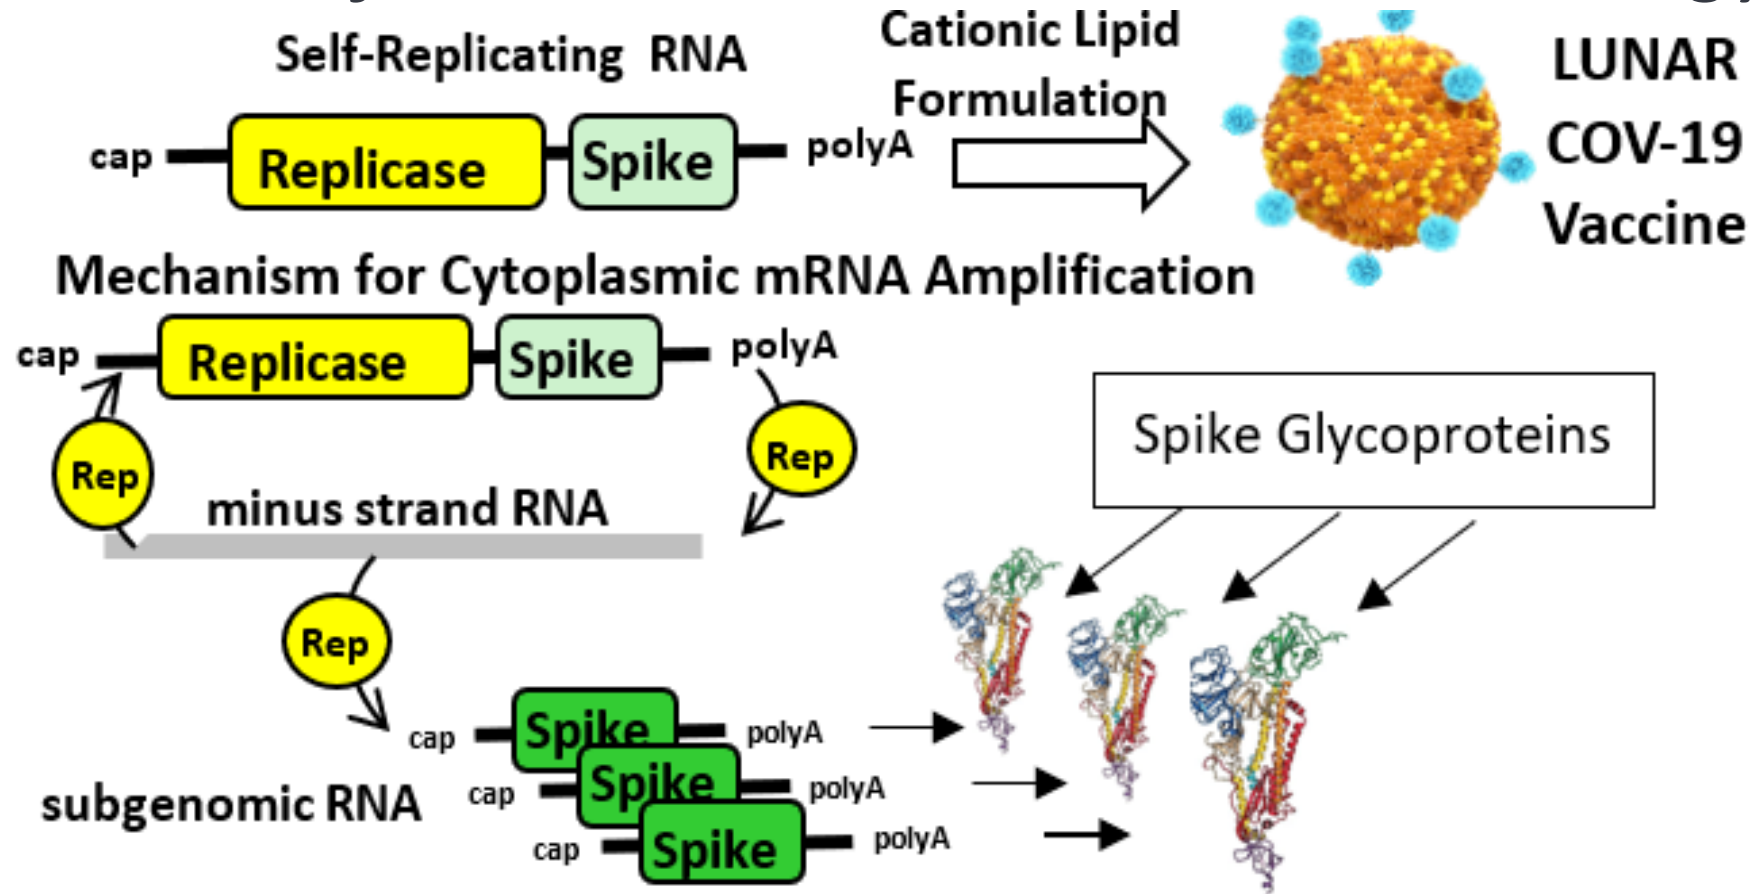 Self-Replicating RNA
Cationic Lipid
Formulation
LUNAR
COV-19
Vaccine
cap
Replicase
Spike
polyA
Mechanism for Cytoplasmic mRNA Amplification
cap
Replicase
Spike
polyA
Rep
Rep
minus strand RNA
Spike Glycoproteins
Rep
cap
Spike
polyA
subgenomic RNA
cap
Spike
polyA
cap
Spike
polyA